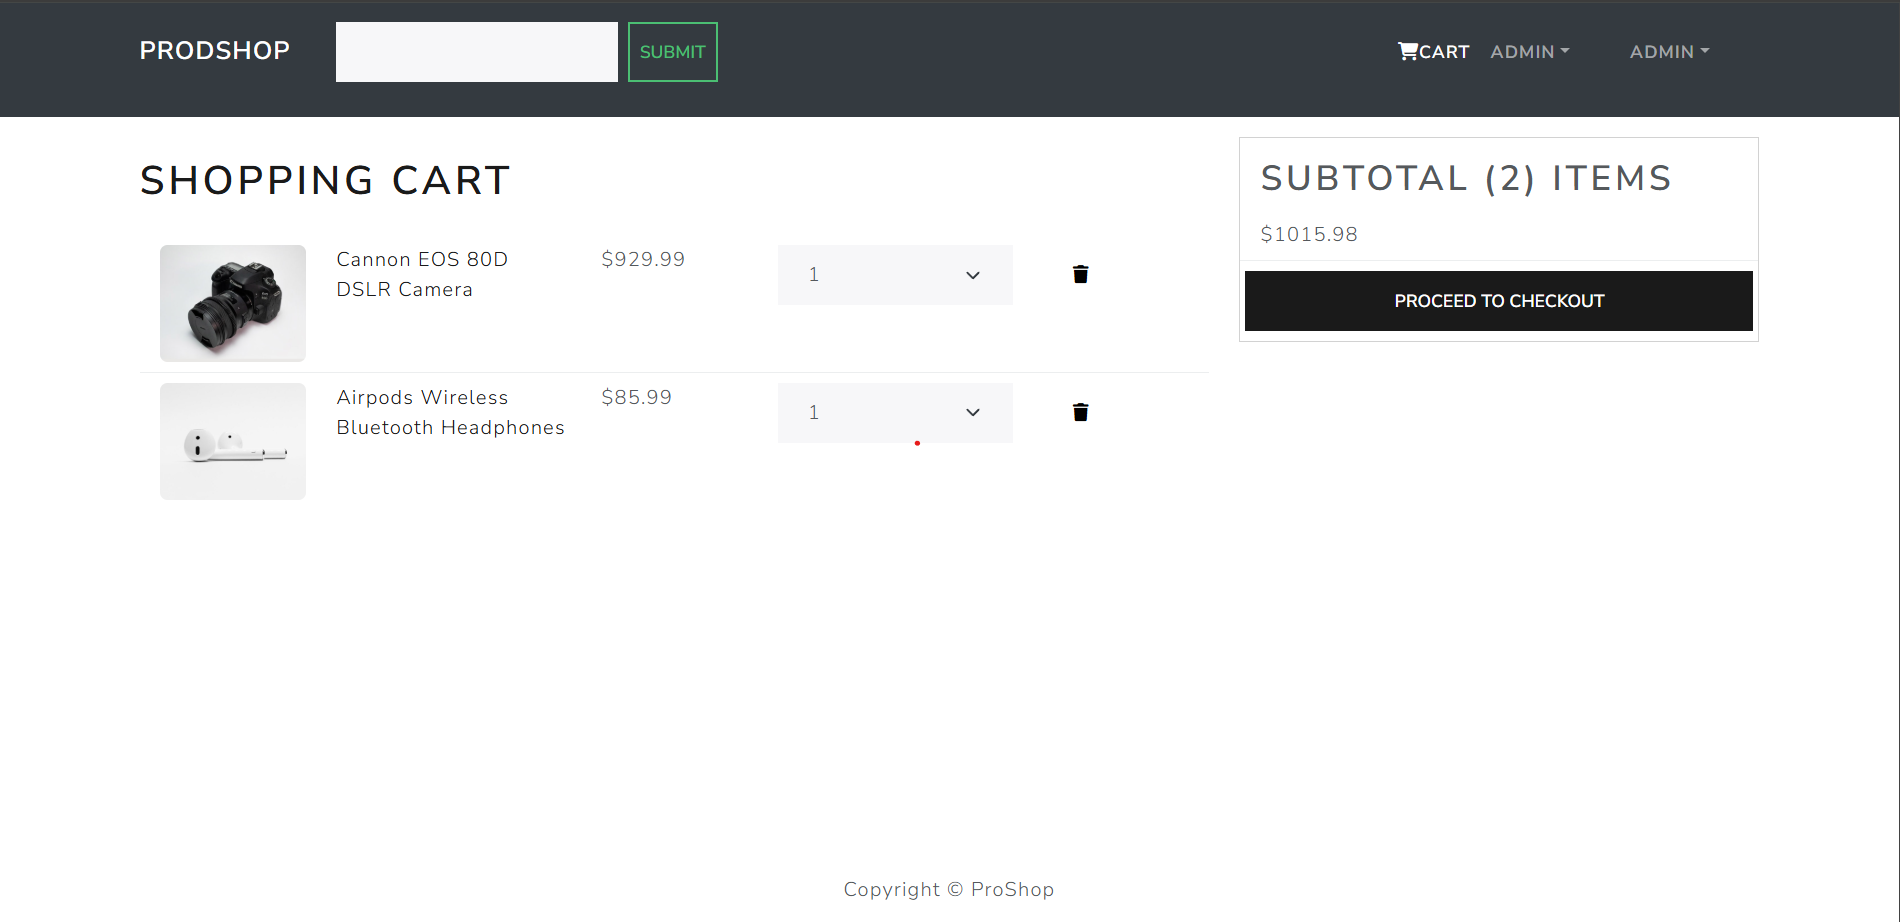 PRODSHOP
SUBMIT
CART
ADMIN
ADMIN
SHOPPING CART
Cannon EOS 80D
DSLR Camera
$929.99
1
Airpods Wireless
Bluetooth Headphones
$85.99
1
SUBTOTAL (2) ITEMS
$1015.98
PROCEED TO CHECKOUT
Copyright © ProShop